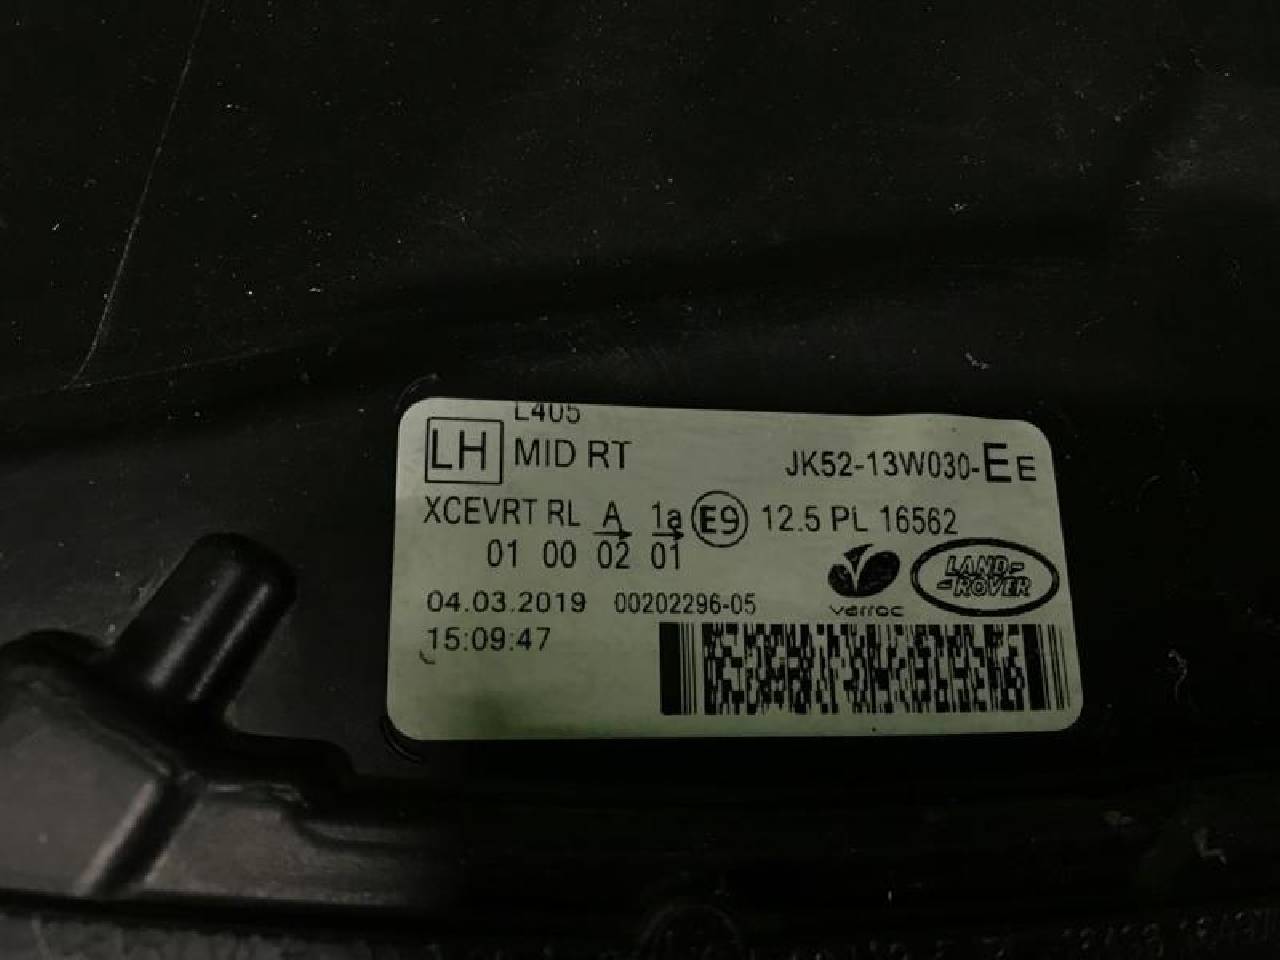 L405
LH MID RT JK52-13W030-EE
XCEVRT RL A 1a E9 12.5 PL 16562
01 00 02 01
varroc LAND-
-ROVER
04.03.2019 00202296-05
15:09:47